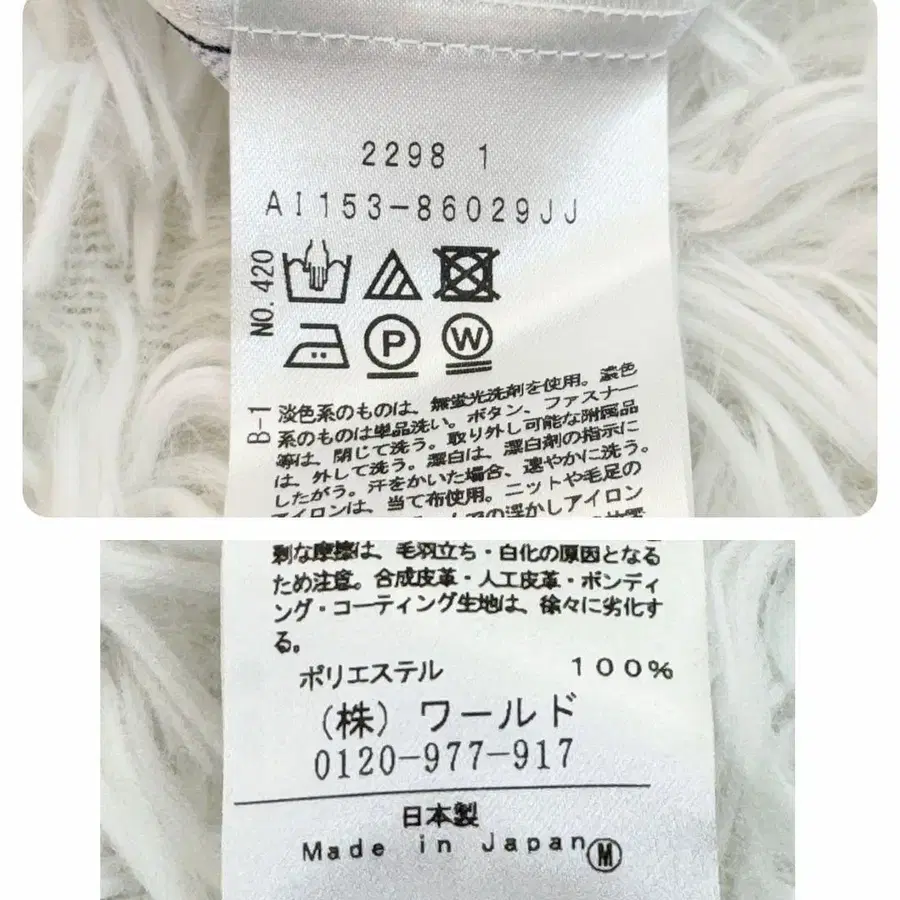 2298 1
AI153-86029JJ
NO.420
P W
B-1
淡色系のものは、無蛍光洗剤を使用。濃色
系のものは単品洗い。ボタン、ファスナー
等は、閉じて洗う。取り外し可能な附属品
は、外して洗う。漂白は、漂白剤の指示に
したがう。汗をかいた場合、速やかに洗う。
アイロンは、当て布使用。ニットや毛足の
での浮かしアイロン
剰な摩擦は、毛羽立ち・白化の原因となる
ため注意。合成皮革・人工皮革・ボンディ
ング・コーティング生地は、徐々に劣化す
る。
ポリエステル 100%
(株) ワールド
0120-977-917
日本製
Made in Japan M